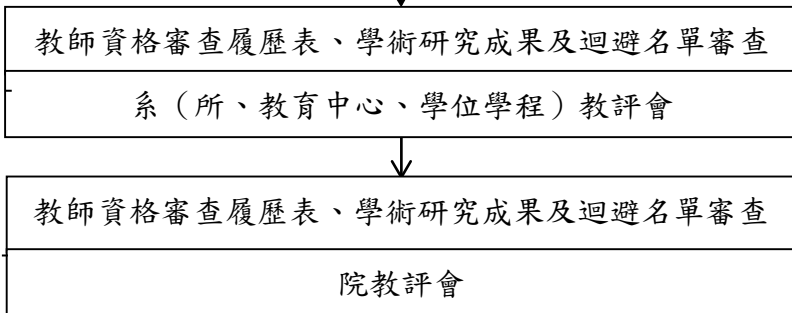 教師資格審查履歷表、學術研究成果及迴避名單審查
系（所、教育中心、學位學程）教評會
教師資格審查履歷表、學術研究成果及迴避名單審查
院教評會